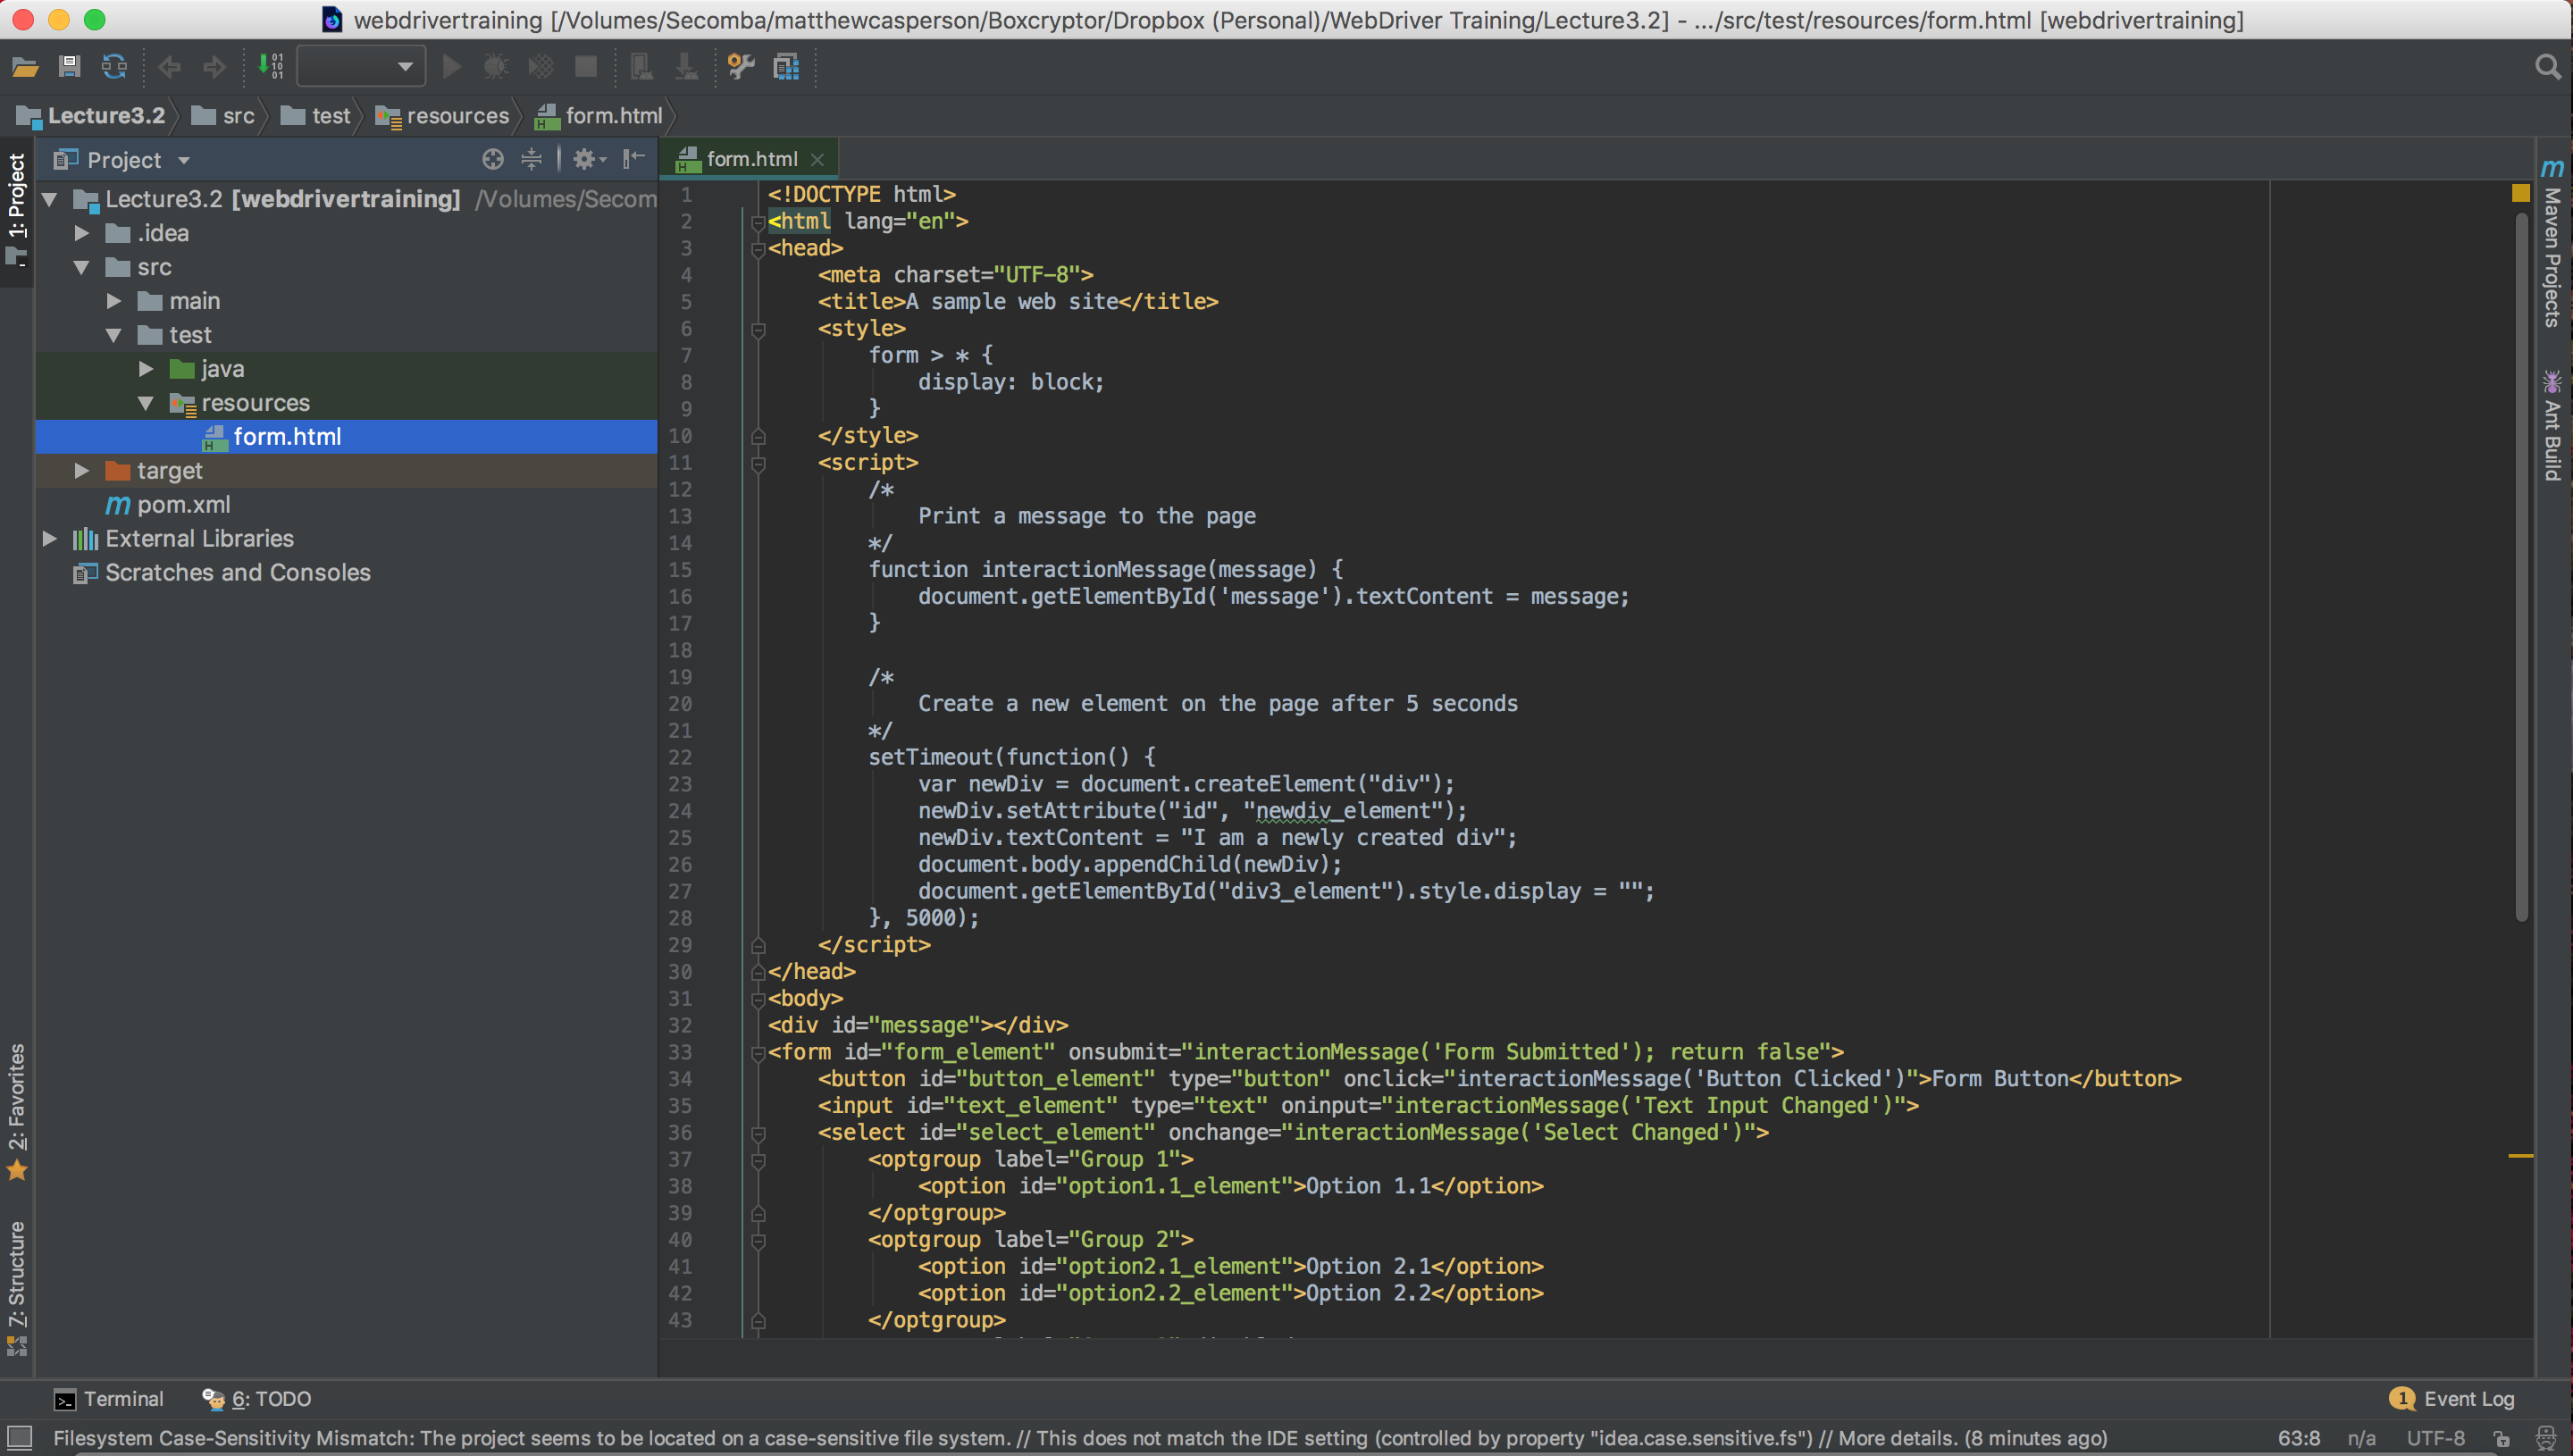 webdrivertraining [/Volumes/Secomba/matthewcasperson/Boxcryptor/Dropbox (Personal)/WebDriver Training/Lecture3.2] - .../src/test/resources/form.html [webdrivertraining]
Lecture3.2 src test resources form.html
1: Project
Project
Lecture3.2 [webdrivertraining] /Volumes/Secom
.idea
src
main
test
java
resources
form.html
target
pom.xml
External Libraries
Scratches and Consoles
2: Favorites
7: Structure
form.html
1 <!DOCTYPE html>
2 <html lang="en">
3 <head>
4     <meta charset="UTF-8">
5     <title>A sample web site</title>
6     <style>
7         form > * {
8             display: block;
9         }
10     </style>
11     <script>
12         /*
13             Print a message to the page
14         */
15         function interactionMessage(message) {
16             document.getElementById('message').textContent = message;
17         }
18
19         /*
20             Create a new element on the page after 5 seconds
21         */
22         setTimeout(function() {
23             var newDiv = document.createElement("div");
24             newDiv.setAttribute("id", "newdiv_element");
25             newDiv.textContent = "I am a newly created div";
26             document.body.appendChild(newDiv);
27             document.getElementById("div3_element").style.display = "";
28         }, 5000);
29     </script>
30 </head>
31 <body>
32 <div id="message"></div>
33 <form id="form_element" onsubmit="interactionMessage('Form Submitted'); return false">
34     <button id="button_element" type="button" onclick="interactionMessage('Button Clicked')">Form Button</button>
35     <input id="text_element" type="text" oninput="interactionMessage('Text Input Changed')">
36     <select id="select_element" onchange="interactionMessage('Select Changed')">
37         <optgroup label="Group 1">
38             <option id="option1.1_element">Option 1.1</option>
39         </optgroup>
40         <optgroup label="Group 2">
41             <option id="option2.1_element">Option 2.1</option>
42             <option id="option2.2_element">Option 2.2</option>
43         </optgroup>
Maven Projects
Ant Build
Terminal
6: TODO
1 Event Log
Filesystem Case-Sensitivity Mismatch: The project seems to be located on a case-sensitive file system. // This does not match the IDE setting (controlled by property "idea.case.sensitive.fs") // More details. (8 minutes ago)
63:8 n/a UTF-8